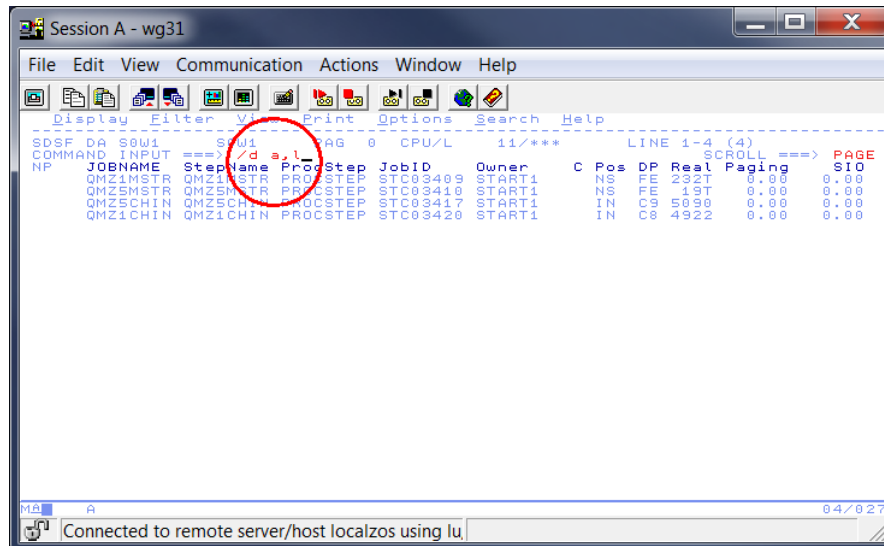 Session A - wg31
File Edit View Communication Actions Window Help
Display Filter View Print Options Search Help
SDSF DA S0W1 S0W1 PAG 0 CPU/L 11/*** LINE 1-4 (4)
COMMAND INPUT ===> /d a,l_ SCROLL ===> PAGE
NP JOBNAME StepName ProcStep JobID Owner C Pos DP Real Paging SIO
QMZ1MSTR QMZ1MSTR PROCSTEP STC03409 START1 NS FE 232T 0.00 0.00
QMZ5MSTR QMZ5MSTR PROCSTEP STC03410 START1 NS FE 19T 0.00 0.00
QMZ5CHIN QMZ5CHIN PROCSTEP STC03417 START1 IN C9 5090 0.00 0.00
QMZ1CHIN QMZ1CHIN PROCSTEP STC03420 START1 IN C8 4922 0.00 0.00
MA A 04/027
Connected to remote server/host localzos using lu